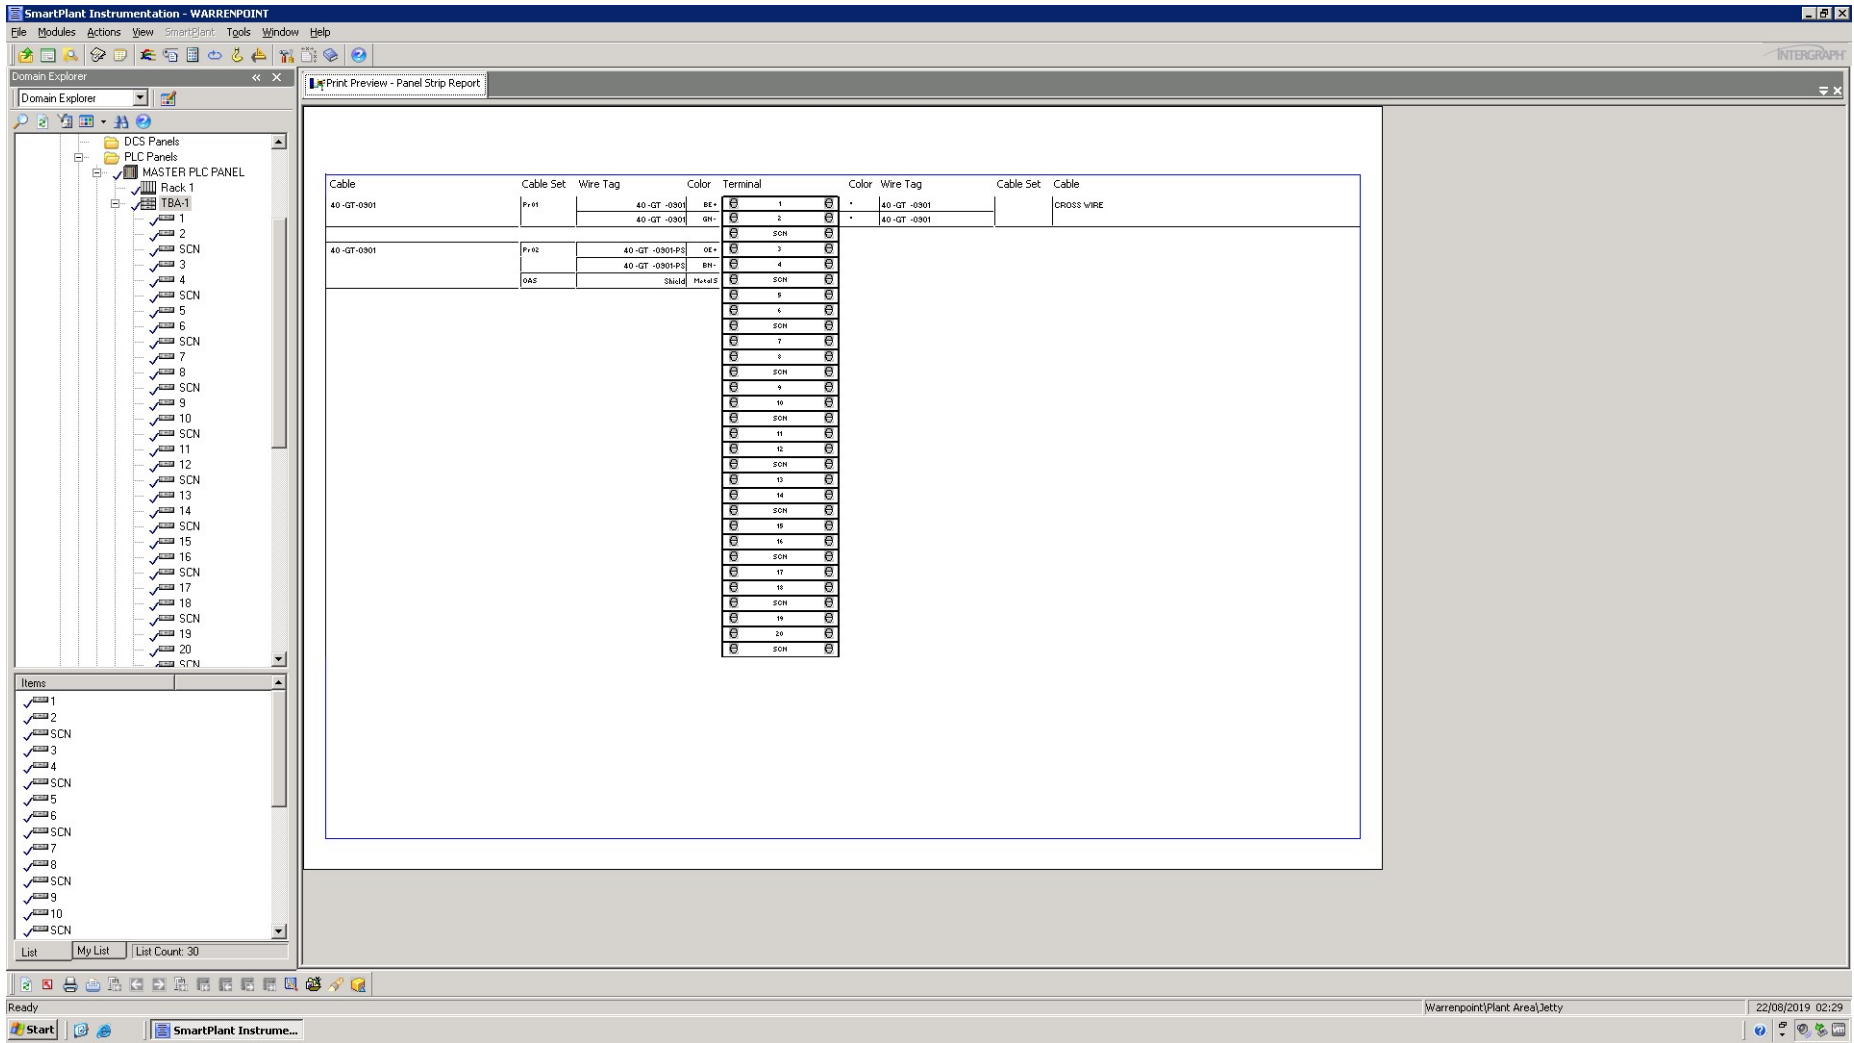 SmartPlant Instrumentation - WARRENPOINT
File Modules Actions View SmartPlant Tools Window Help
INTERGRAPH
Domain Explorer
Print Preview - Panel Strip Report
Domain Explorer
DCS Panels
PLC Panels
MASTER PLC PANEL
Rack 1
TBA-1
1
2
SCN
3
4
SCN
5
6
SCN
7
8
SCN
9
10
SCN
11
12
SCN
13
14
SCN
15
16
SCN
17
18
SCN
19
20
SCN
Items
1
2
SCN
3
4
SCN
5
6
SCN
7
8
SCN
9
10
SCN
List My List List Count: 30
Cable Cable Set Wire Tag Color Terminal Color Wire Tag Cable Set Cable
40 -GT-0901 Pr01 40 -GT -0901 BE+ 1 * 40 -GT -0901 CROSS WIRE
40 -GT -0901 GN- 2 * 40 -GT -0901
SCN
40 -GT-0901 Pr02 40 -GT -0901-PS OE+ 3
40 -GT -0901-PS BN- 4
OAS Shield MetalS SCN
5
6
SCN
7
8
SCN
9
10
SCN
11
12
SCN
13
14
SCN
15
16
SCN
17
18
SCN
19
20
SCN
Ready Warrenpoint\Plant Area\Jetty 22/08/2019 02:29
Start SmartPlant Instrume...